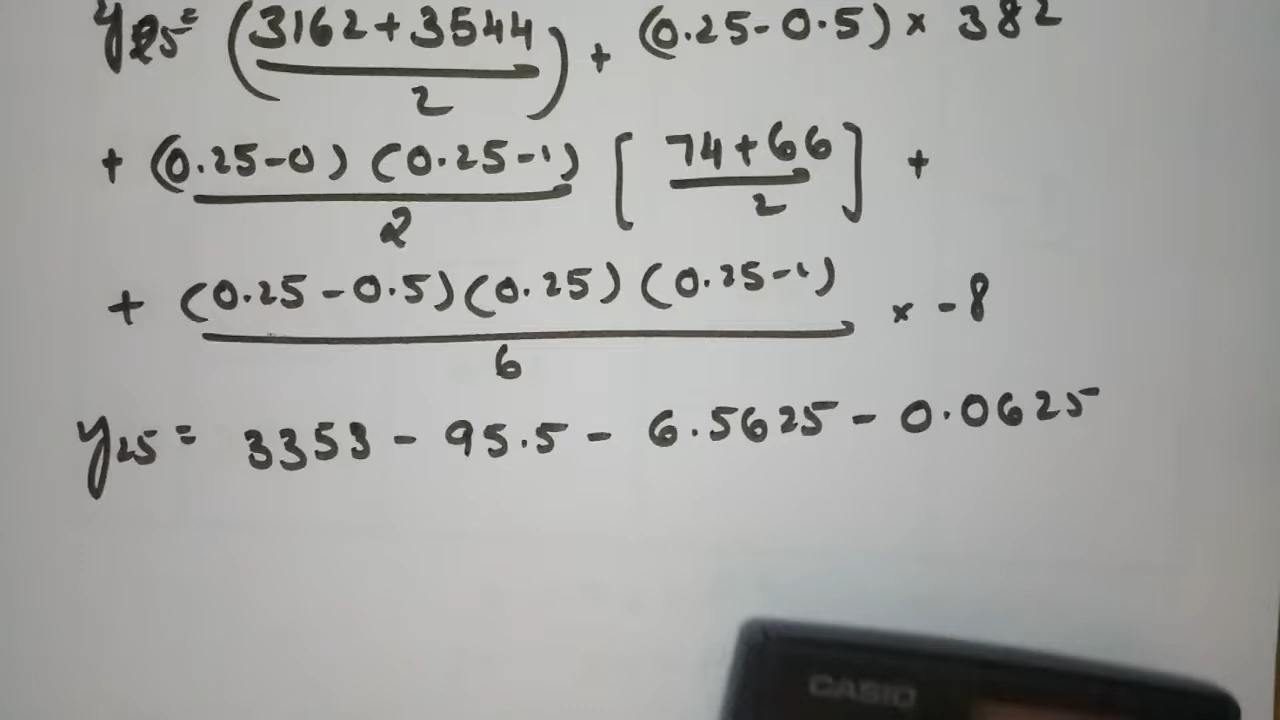 y25 = (3162+3544/2) + (0.25-0.5) × 382
+ (0.25-0) (0.25-1)/2 [74+66/2] +
+ (0.25-0.5)(0.25)(0.25-1)/6 × -8
y25 = 3353 - 95.5 - 6.5625 - 0.0625
CASIO